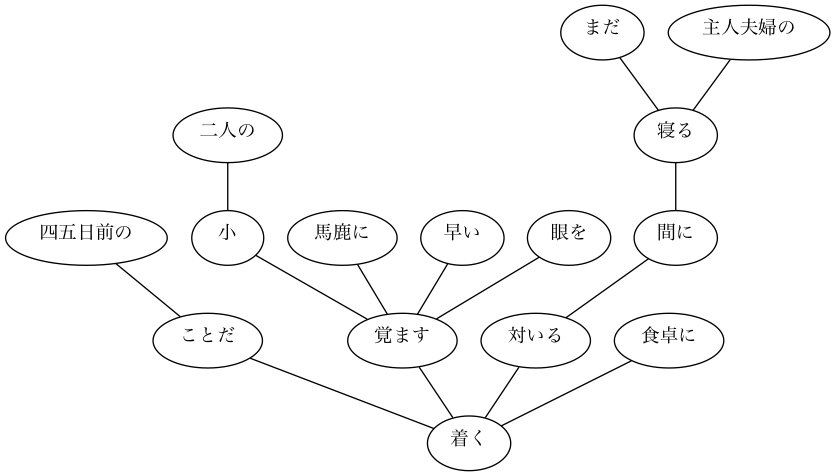 まだ
主人夫婦の
二人の
寝る
四五日前の
小
馬鹿に
早い
眼を
間に
ことだ
覚ます
対いる
食卓に
着く